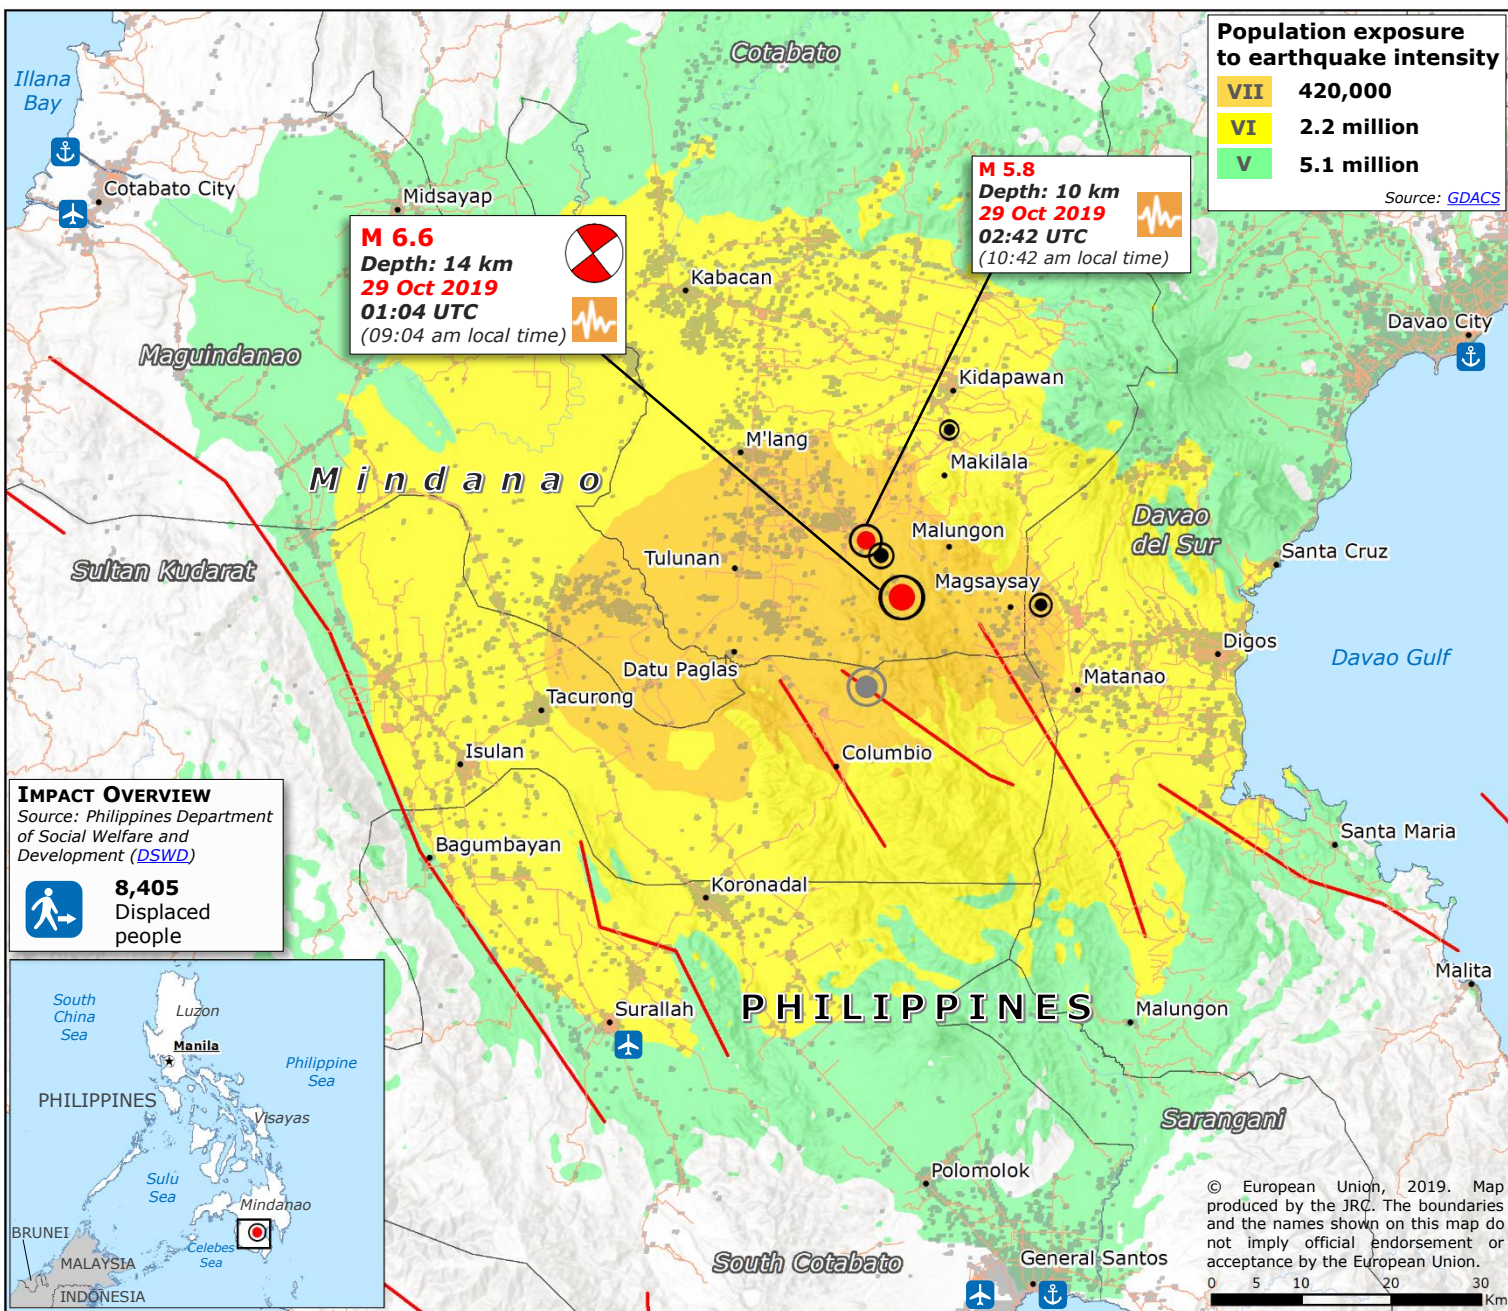 Population exposure
to earthquake intensity
VII 420,000
VI 2.2 million
V 5.1 million
Source: GDACS
Cotabato
Illana
Bay
Cotabato City
Midsayap
M 5.8
Depth: 10 km
29 Oct 2019
02:42 UTC
(10:42 am local time)
M 6.6
Depth: 14 km
29 Oct 2019
01:04 UTC
(09:04 am local time)
Kabacan
Davao City
Maguindanao
Kidapawan
M'lang
Makilala
Mindanao
Davao
del Sur
Malungon
Tulunan
Santa Cruz
Sultan Kudarat
Magsaysay
Digos
Davao Gulf
Datu Paglas
Matanao
Tacurong
Isulan
Columbio
IMPACT OVERVIEW
Source: Philippines Department
of Social Welfare and
Development (DSWD)
8,405
Displaced
people
Bagumbayan
Santa Maria
Koronadal
Malita
PHILIPPINES
Surallah
Malungon
Sarangani
Polomolok
South Cotabato
General Santos
South
China
Sea
Luzon
Manila
Philippine
Sea
PHILIPPINES
Visayas
Sulu
Sea
Mindanao
BRUNEI
Celebes
Sea
MALAYSIA
INDONESIA
© European Union, 2019. Map
produced by the JRC. The boundaries
and the names shown on this map do
not imply official endorsement or
acceptance by the European Union.
0 5 10 20 30
Km